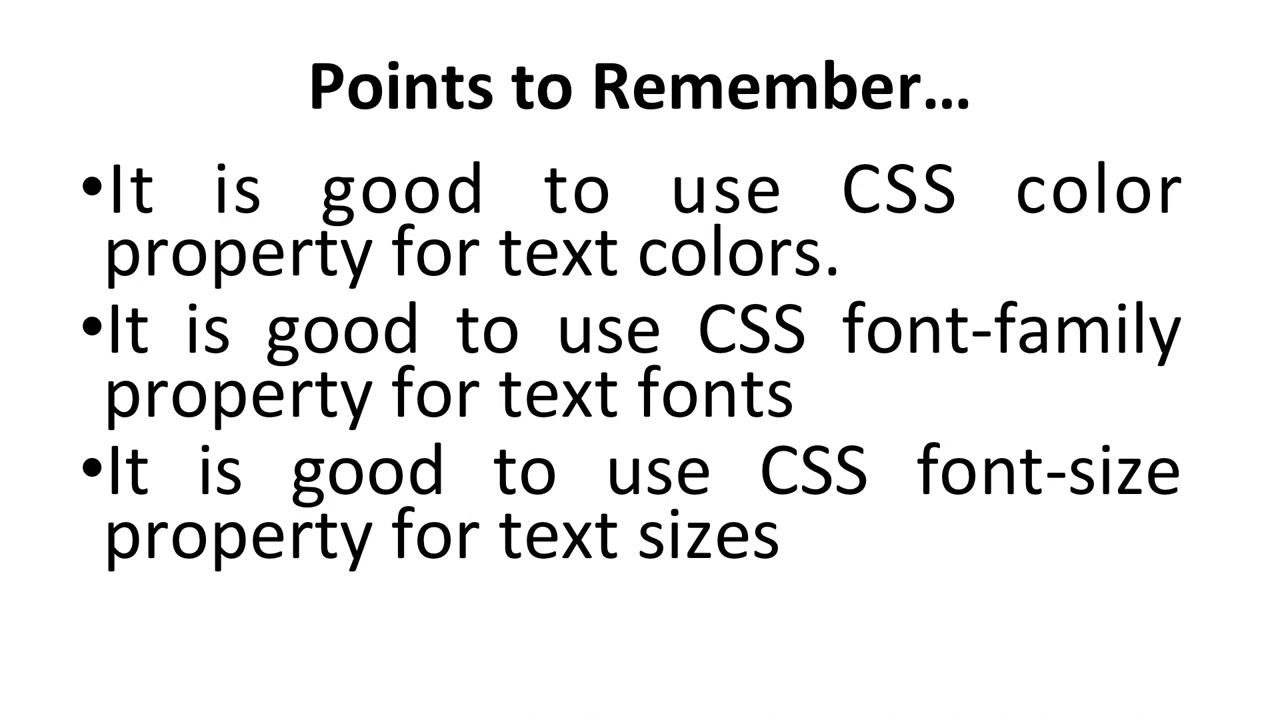 Points to Remember...
•It is good to use CSS color
property for text colors.
•It is good to use CSS font-family
property for text fonts
•It is good to use CSS font-size
property for text sizes